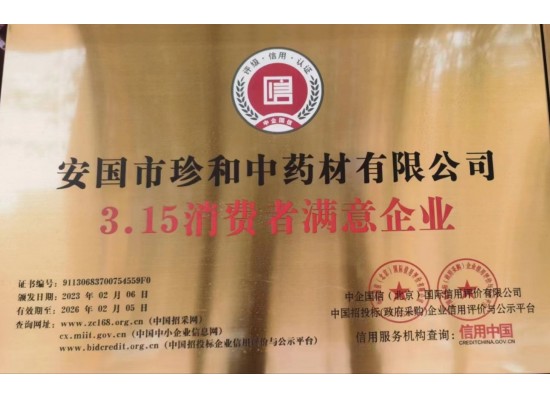 评级·信用·认证
信
中企国信
安国市珍和中药材有限公司
3.15消费者满意企业
证书编号：91130683700754559F0
颁发日期：2023 年 02 月 06 日
有效期至：2026 年 02 月 05 日
查询网址：www.zc168.org.cn (中国招采网)
cx.miit.gov.cn (中国中小企业信息网)
www.bidcredit.org.cn (中国招投标企业信用评价与公示平台)
中企国信（北京）国际信用评价有限公司
中国招投标(政府采购)企业信用评价与公示平台
信用服务机构查询：信用中国
CREDITCHINA.GOV.CN